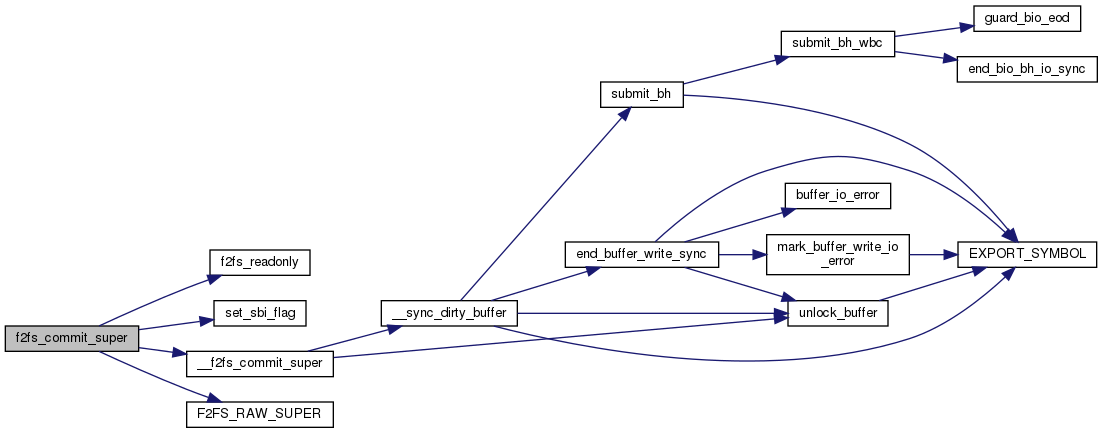 guard_bio_eod
submit_bh_wbc
end_bio_bh_io_sync
submit_bh
buffer_io_error
end_buffer_write_sync
mark_buffer_write_io
_error
EXPORT_SYMBOL
f2fs_readonly
set_sbi_flag
__sync_dirty_buffer
unlock_buffer
f2fs_commit_super
__f2fs_commit_super
F2FS_RAW_SUPER